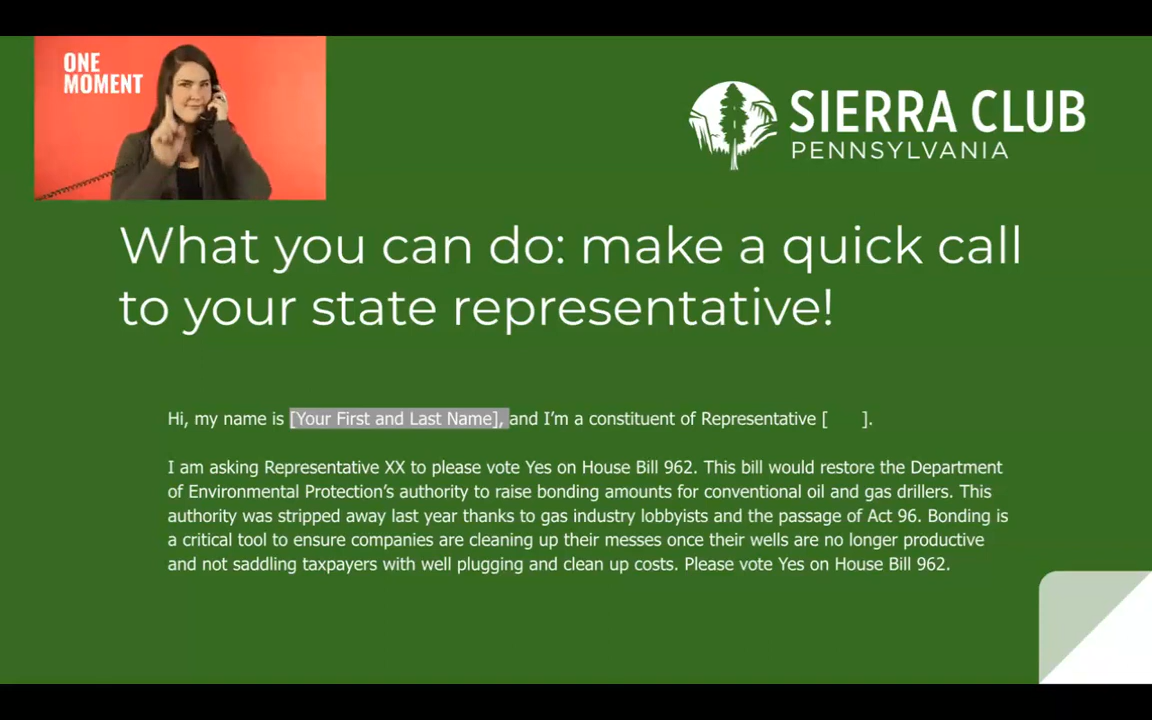 ONE
MOMENT
SIERRA CLUB
PENNSYLVANIA
What you can do: make a quick call
to your state representative!
Hi, my name is [Your First and Last Name], and I'm a constituent of Representative [ ].
I am asking Representative XX to please vote Yes on House Bill 962. This bill would restore the Department
of Environmental Protection's authority to raise bonding amounts for conventional oil and gas drillers. This
authority was stripped away last year thanks to gas industry lobbyists and the passage of Act 96. Bonding is
a critical tool to ensure companies are cleaning up their messes once their wells are no longer productive
and not saddling taxpayers with well plugging and clean up costs. Please vote Yes on House Bill 962.